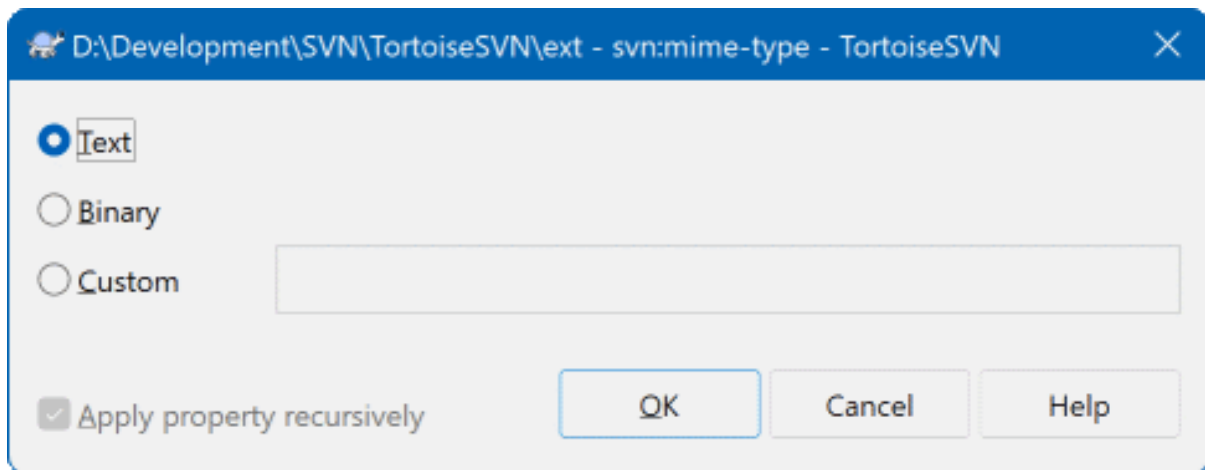 D:\Development\SVN\TortoiseSVN\ext - svn:mime-type - TortoiseSVN
Text
Binary
Custom
Apply property recursively
OK
Cancel
Help